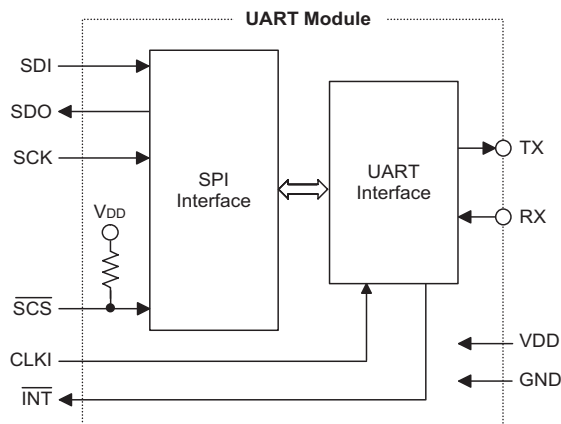 UART Module
SDI
SDO
SCK
VDD
SCS
CLKI
INT
SPI
Interface
UART
Interface
TX
RX
VDD
GND